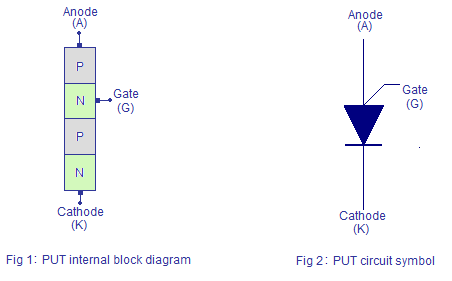 Anode
(A)
P
N
Gate
(G)
P
N
Cathode
(K)
Fig 1: PUT internal block diagram
Anode
(A)
Gate
(G)
Cathode
(K)
Fig 2: PUT circuit symbol